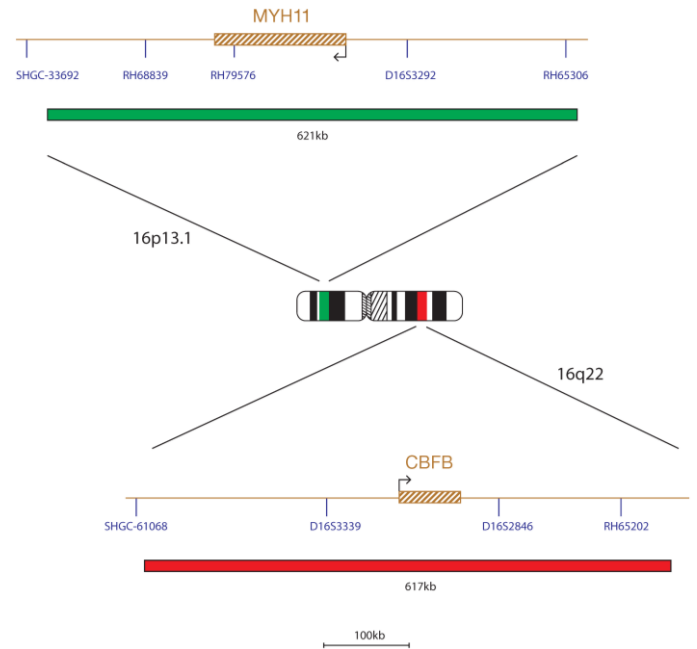 MYH11
SHGC-33692 RH68839 RH79576 D16S3292 RH65306
621kb
16p13.1
16q22
CBFB
SHGC-61068 D16S3339 D16S2846 RH65202
617kb
100kb